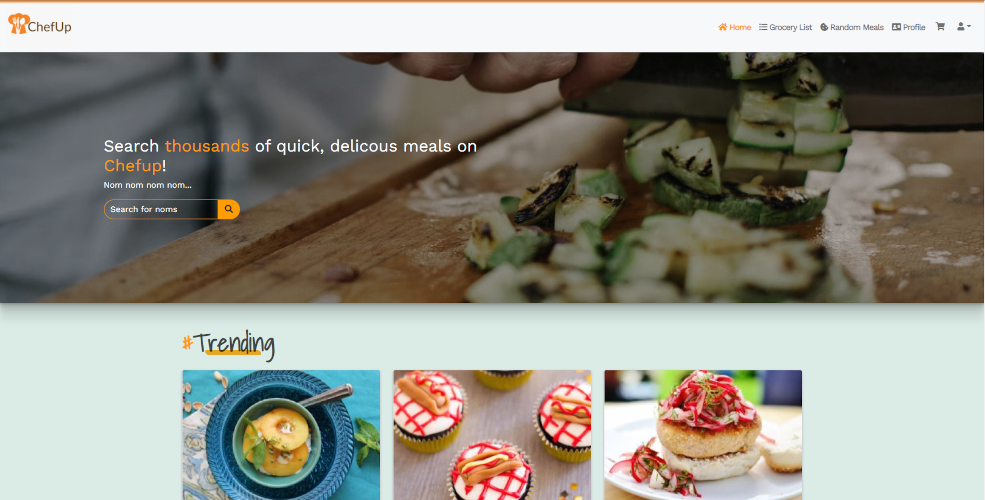 ChefUp
Home Grocery List Random Meals Profile
Search thousands of quick, delicous meals on
Chefup!
Nom nom nom nom...
Search for noms
#Trending